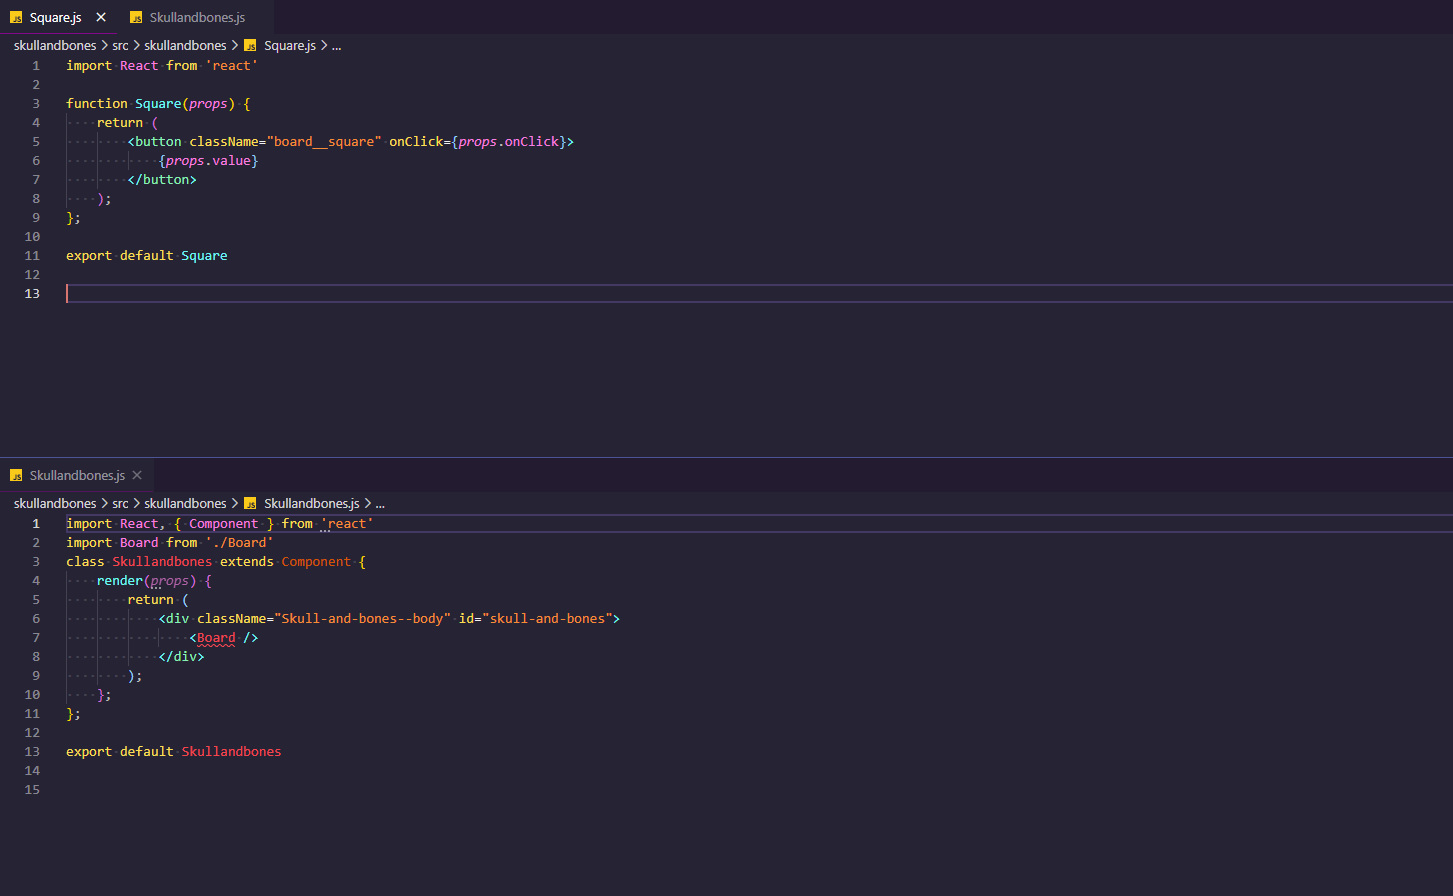 Square.js Skullandbones.js
skullandbones > src > skullandbones > Square.js > ...
1 import React from 'react'
2
3 function Square(props) {
4     return (
5         <button className="board__square" onClick={props.onClick}>
6             {props.value}
7         </button>
8     );
9 };
10
11 export default Square
12
13
Skullandbones.js
skullandbones > src > skullandbones > Skullandbones.js > ...
1 import React, { Component } from 'react'
2 import Board from './Board'
3 class Skullandbones extends Component {
4     render(props) {
5         return (
6             <div className="Skull-and-bones--body" id="skull-and-bones">
7                 <Board />
8             </div>
9         );
10     };
11 };
12
13 export default Skullandbones
14
15